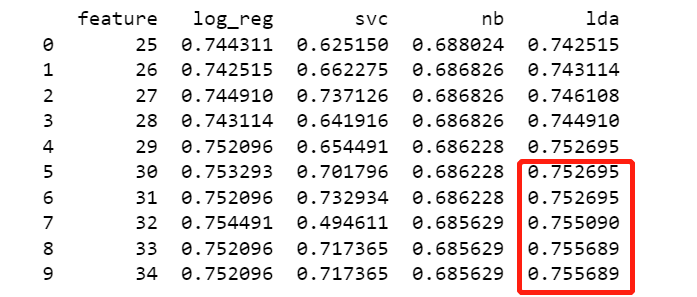 feature log_reg svc nb lda
0 25 0.744311 0.625150 0.688024 0.742515
1 26 0.742515 0.662275 0.686826 0.743114
2 27 0.744910 0.737126 0.686826 0.746108
3 28 0.743114 0.641916 0.686826 0.744910
4 29 0.752096 0.654491 0.686228 0.752695
5 30 0.753293 0.701796 0.686228 0.752695
6 31 0.752096 0.732934 0.686228 0.752695
7 32 0.754491 0.494611 0.685629 0.755090
8 33 0.752096 0.717365 0.685629 0.755689
9 34 0.752096 0.717365 0.685629 0.755689